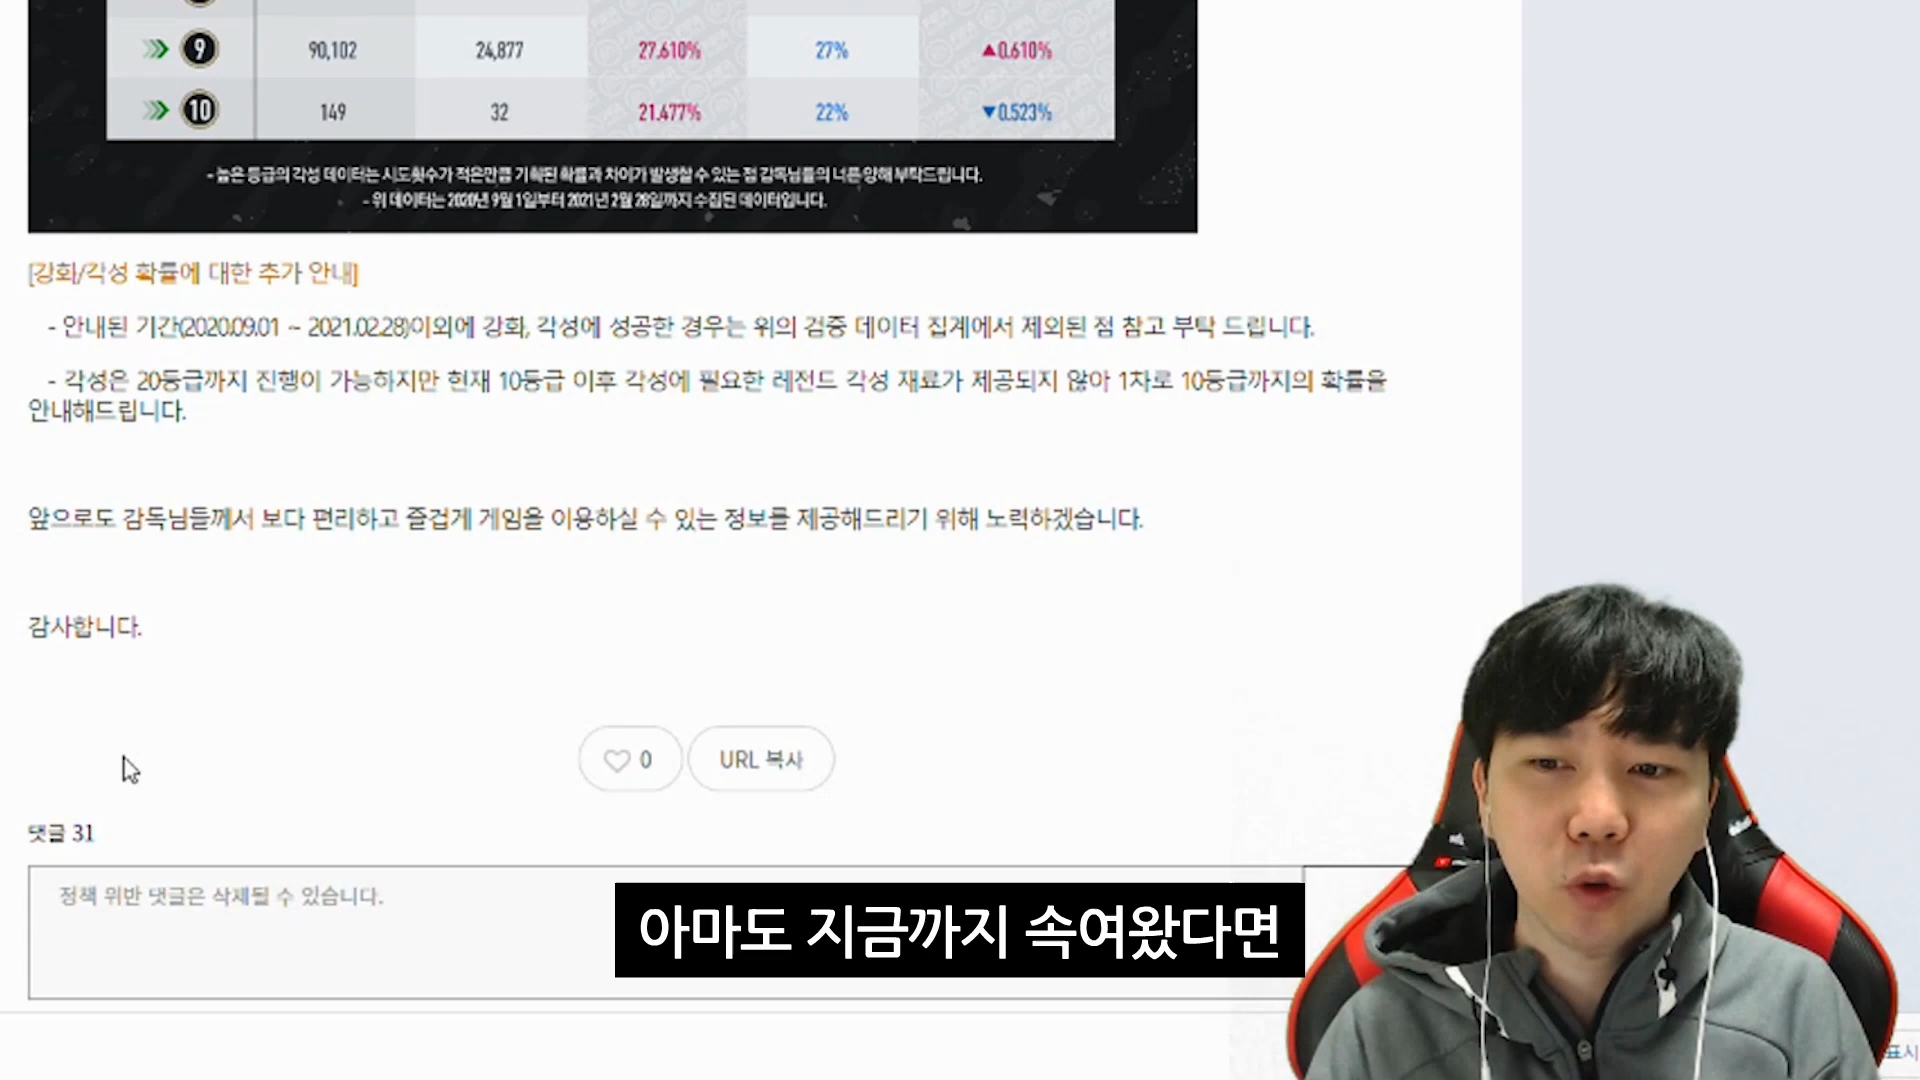 9 90,102 24,877 27.610% 27% ▲0.610%
10 149 32 21.477% 22% ▼0.523%
- 높은 등급의 각성 데이터는 시도횟수가 적은만큼 기획된 확률과 차이가 발생할 수 있는 점 감독님들의 너른 양해 부탁드립니다.
- 위 데이터는 2020년 9월 1일부터 2021년 2월 28일까지 수집된 데이터입니다.
[강화/각성 확률에 대한 추가 안내]
- 안내된 기간(2020.09.01 ~ 2021.02.28)이외에 강화, 각성에 성공한 경우는 위의 검증 데이터 집계에서 제외된 점 참고 부탁 드립니다.
- 각성은 20등급까지 진행이 가능하지만 현재 10등급 이후 각성에 필요한 레전드 각성 재료가 제공되지 않아 1차로 10등급까지의 확률을
안내해드립니다.
앞으로도 감독님들께서 보다 편리하고 즐겁게 게임을 이용하실 수 있는 정보를 제공해드리기 위해 노력하겠습니다.
감사합니다.
0 URL 복사
댓글 31
정책 위반 댓글은 삭제될 수 있습니다.
아마도 지금까지 속여왔다면
표시